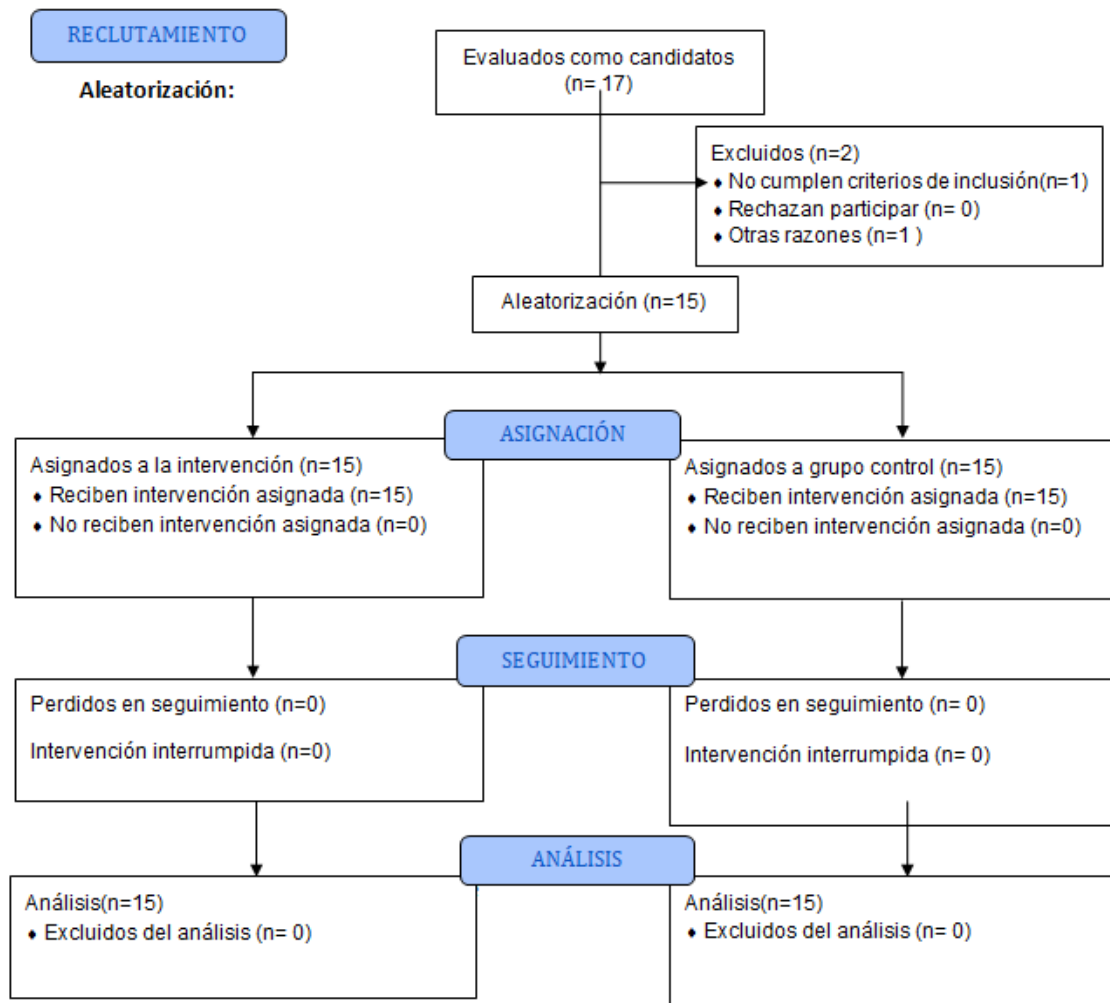 RECLUTAMIENTO
Aleatorización:
Evaluados como candidatos
(n= 17)
Excluidos (n=2)
♦ No cumplen criterios de inclusión(n=1)
♦ Rechazan participar (n= 0)
♦ Otras razones (n=1 )
Aleatorización (n=15)
ASIGNACIÓN
Asignados a la intervención (n=15)
♦ Reciben intervención asignada (n=15)
♦ No reciben intervención asignada (n=0)
Asignados a grupo control (n=15)
♦ Reciben intervención asignada (n=15)
♦ No reciben intervención asignada (n=0)
SEGUIMIENTO
Perdidos en seguimiento (n=0)
Intervención interrumpida (n=0)
Perdidos en seguimiento (n= 0)
Intervención interrumpida (n= 0)
ANÁLISIS
Análisis(n=15)
♦ Excluidos del análisis (n= 0)
Análisis(n=15)
♦ Excluidos del análisis (n= 0)